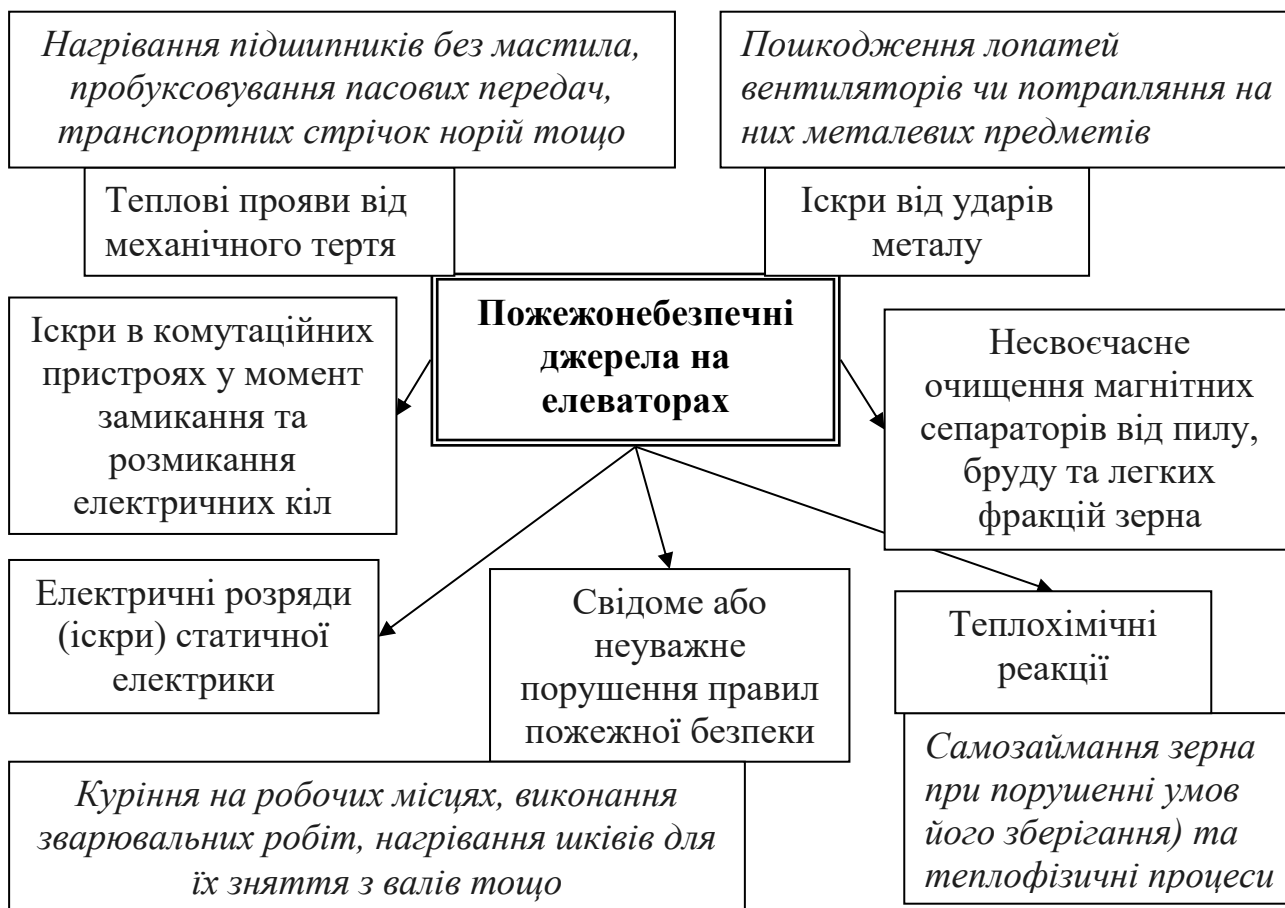 Нагрівання підшипників без мастила,
пробуксовування пасових передач,
транспортних стрічок норій тощо
Пошкодження лопатей
вентиляторів чи потрапляння на
них металевих предметів
Теплові прояви від
механічного тертя
Іскри від ударів
металу
Пожежонебезпечні
джерела на
елеваторах
Іскри в комутаційних
пристроях у момент
замикання та
розмикання
електричних кіл
Несвоєчасне
очищення магнітних
сепараторів від пилу,
бруду та легких
фракцій зерна
Електричні розряди
(іскри) статичної
електрики
Свідоме або
неуважне
порушення правил
пожежної безпеки
Теплохімічні
реакції
Куріння на робочих місцях, виконання
зварювальних робіт, нагрівання шківів для
їх зняття з валів тощо
Самозаймання зерна
при порушенні умов
його зберігання) та
теплофізичні процеси